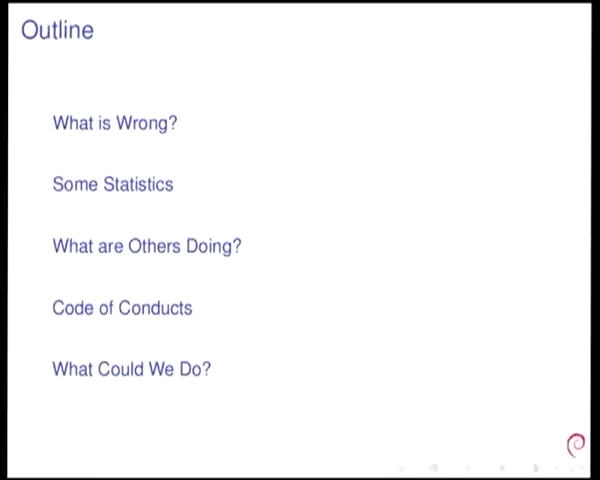 Outline
What is Wrong?
Some Statistics
What are Others Doing?
Code of Conducts
What Could We Do?